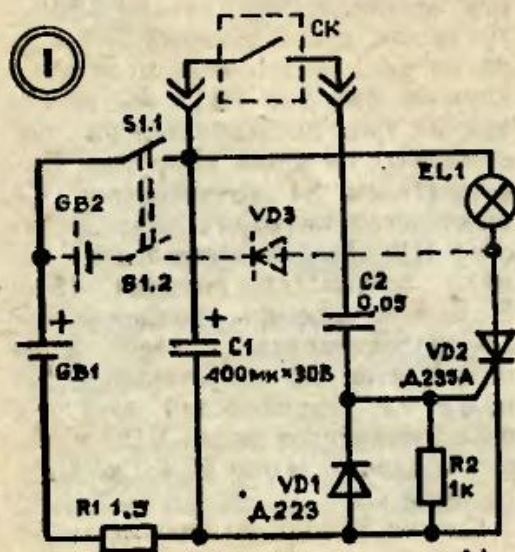 I
СК
S1.1
EL1
GB2
VD3
S1.2
C2
0,05
+
+
C1
400мк×30В
VD2
Д235А
GB1
VD1
Д223
R2
1к
R1 1.5